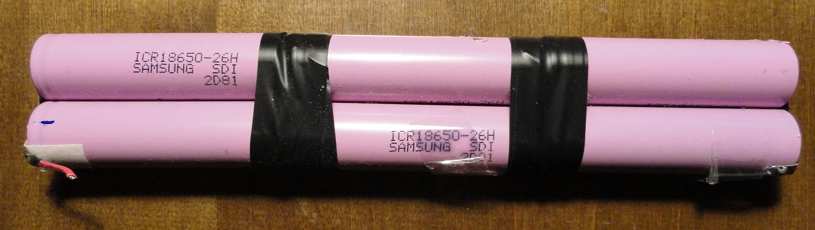 ICR18650-26H
SAMSUNG SDI
2D81
ICR18650-26H
SAMSUNG SDI